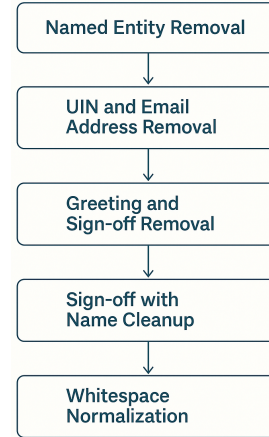 Named Entity Removal
UIN and Email
Address Removal
Greeting and
Sign-off Removal
Sign-off with
Name Cleanup
Whitespace
Normalization